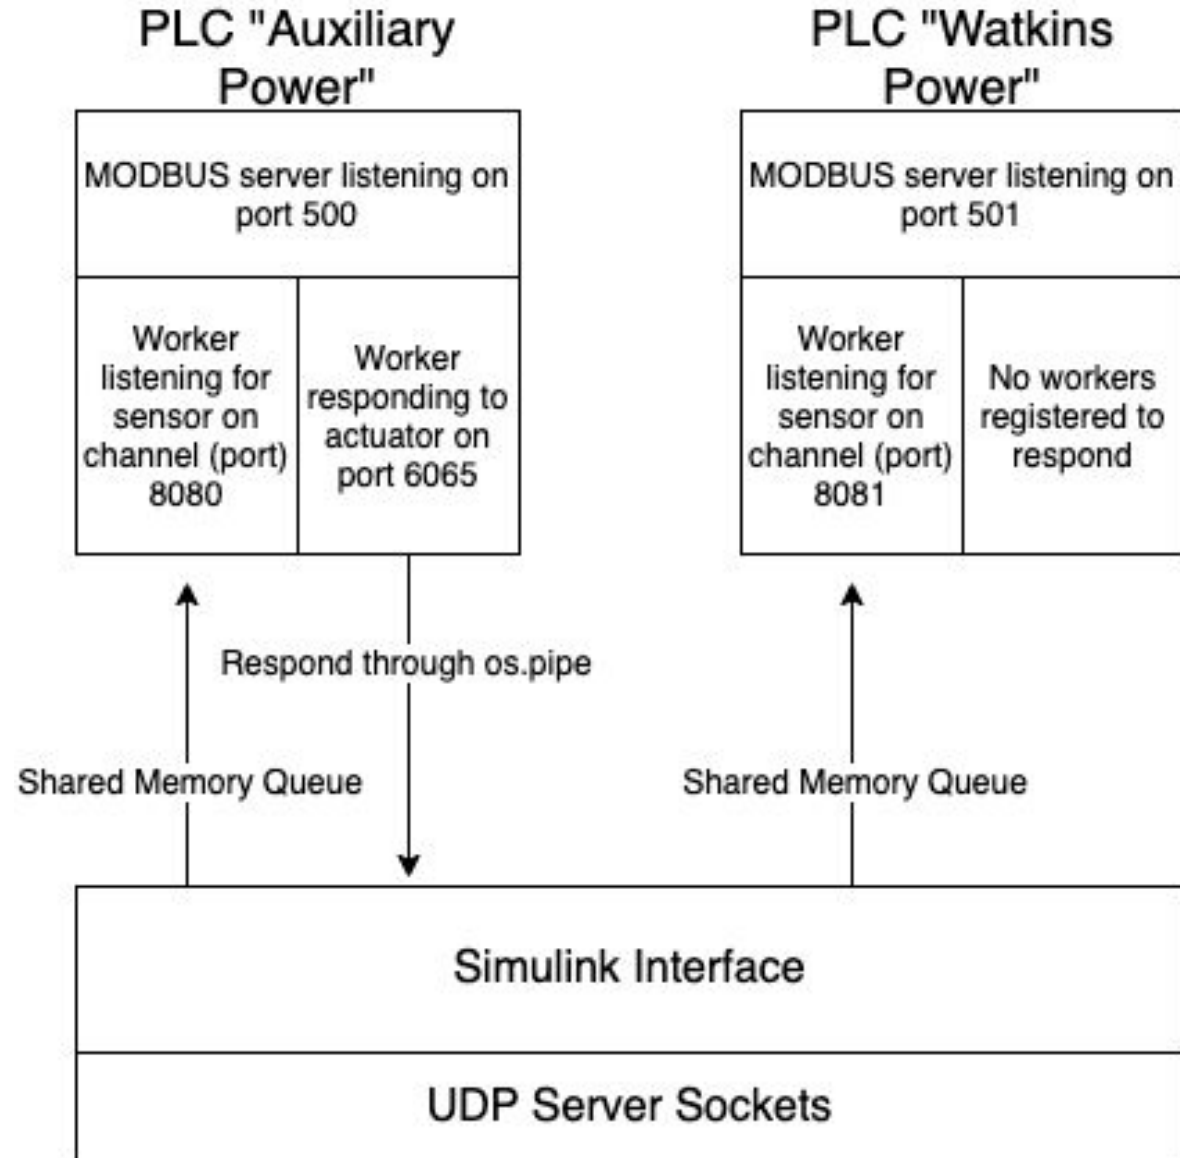 PLC "Auxiliary
Power"
MODBUS server listening on
port 500
Worker
listening for
sensor on
channel (port)
8080
Worker
responding to
actuator on
port 6065
PLC "Watkins
Power"
MODBUS server listening on
port 501
Worker
listening for
sensor on
channel (port)
8081
No workers
registered to
respond
Respond through os.pipe
Shared Memory Queue
Shared Memory Queue
Simulink Interface
UDP Server Sockets